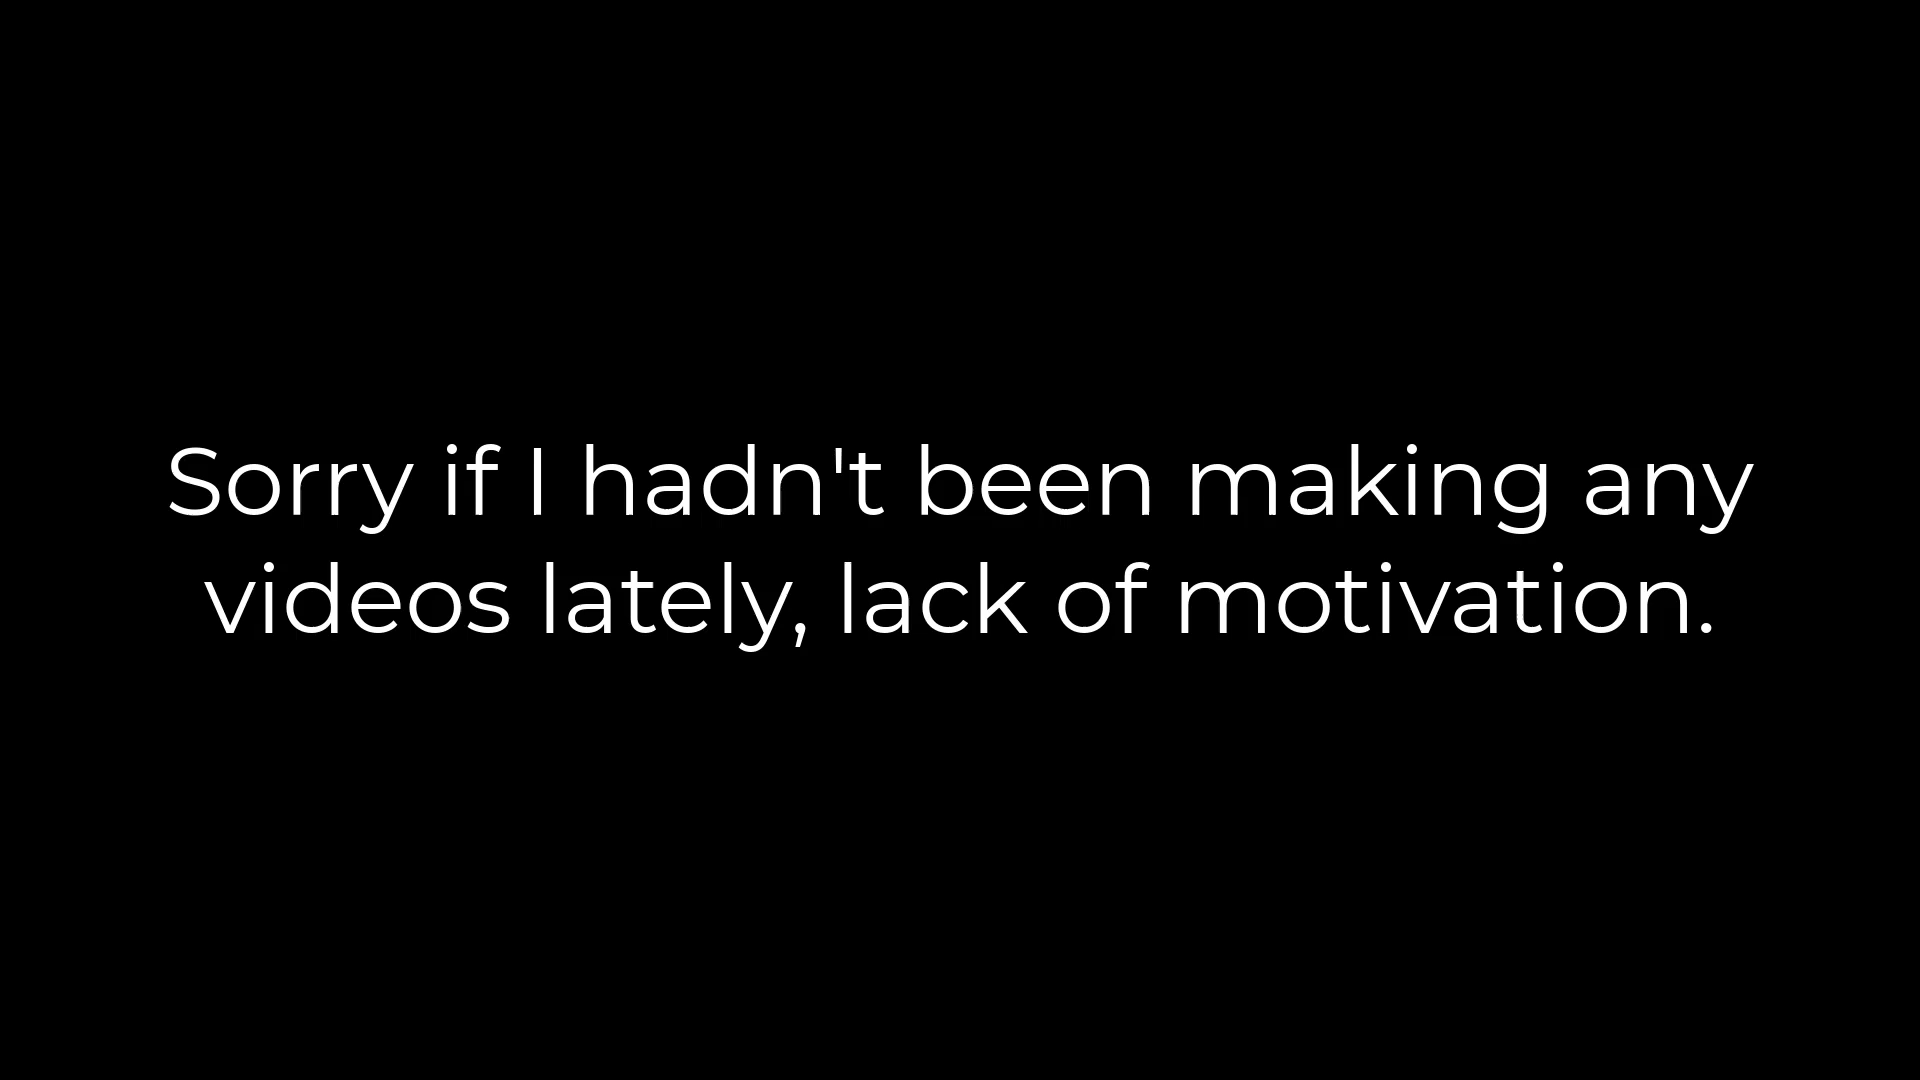 Sorry if I hadn't been making any
videos lately, lack of motivation.